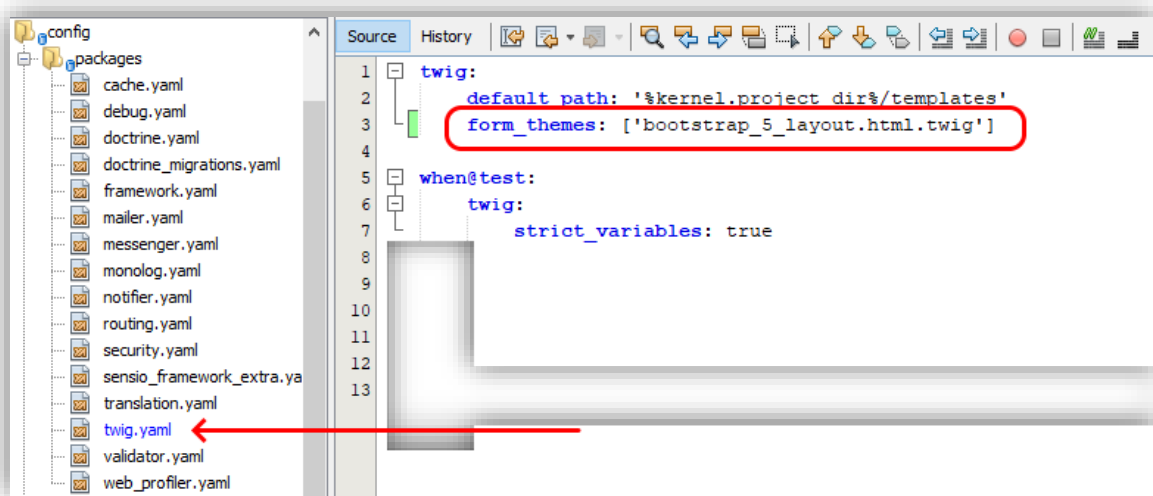 config
packages
cache.yaml
debug.yaml
doctrine.yaml
doctrine_migrations.yaml
framework.yaml
mailer.yaml
messenger.yaml
monolog.yaml
notifier.yaml
routing.yaml
security.yaml
sensio_framework_extra.ya
translation.yaml
twig.yaml
validator.yaml
web_profiler.yaml
Source History
1 twig:
2 default_path: '%kernel.project_dir%/templates'
3 form_themes: ['bootstrap_5_layout.html.twig']
4
5 when@test:
6 twig:
7 strict_variables: true
8
9
10
11
12
13